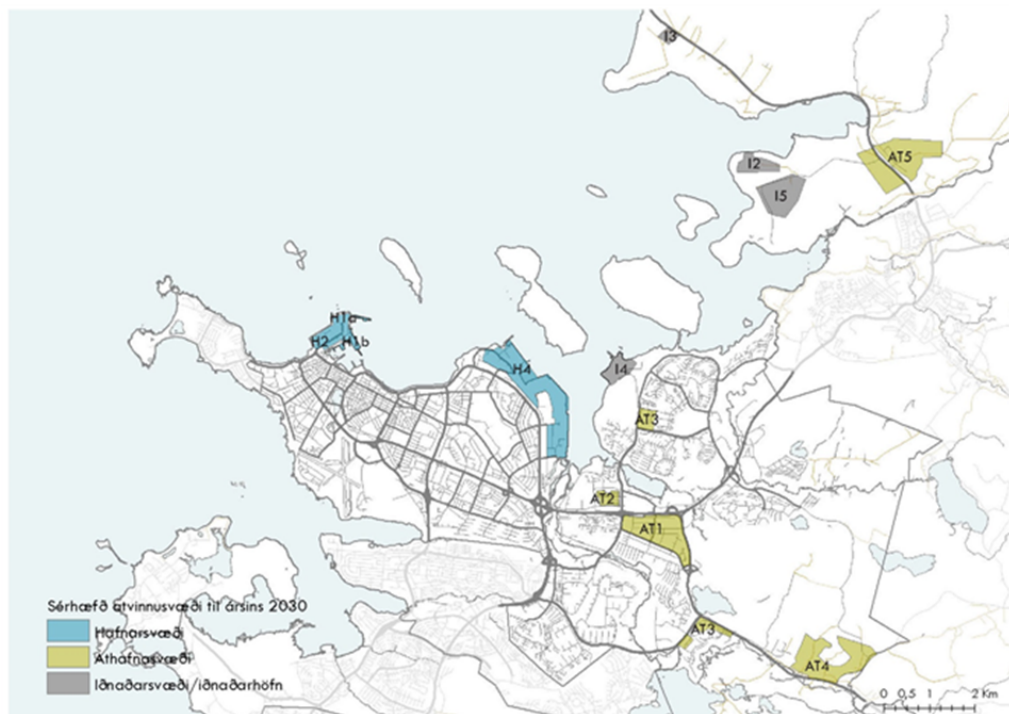 I3
AT5
I2
I5
H1a
H2
H1b
H4
I4
AT3
AT2
AT1
AT3
AT4
Sérhæfð atvinnusvæði til ársins 2030
Hafnarsvæði
Athafnasvæði
Iðnaðarsvæði/iðnaðarhöfn
0 0,5 1 2 Km